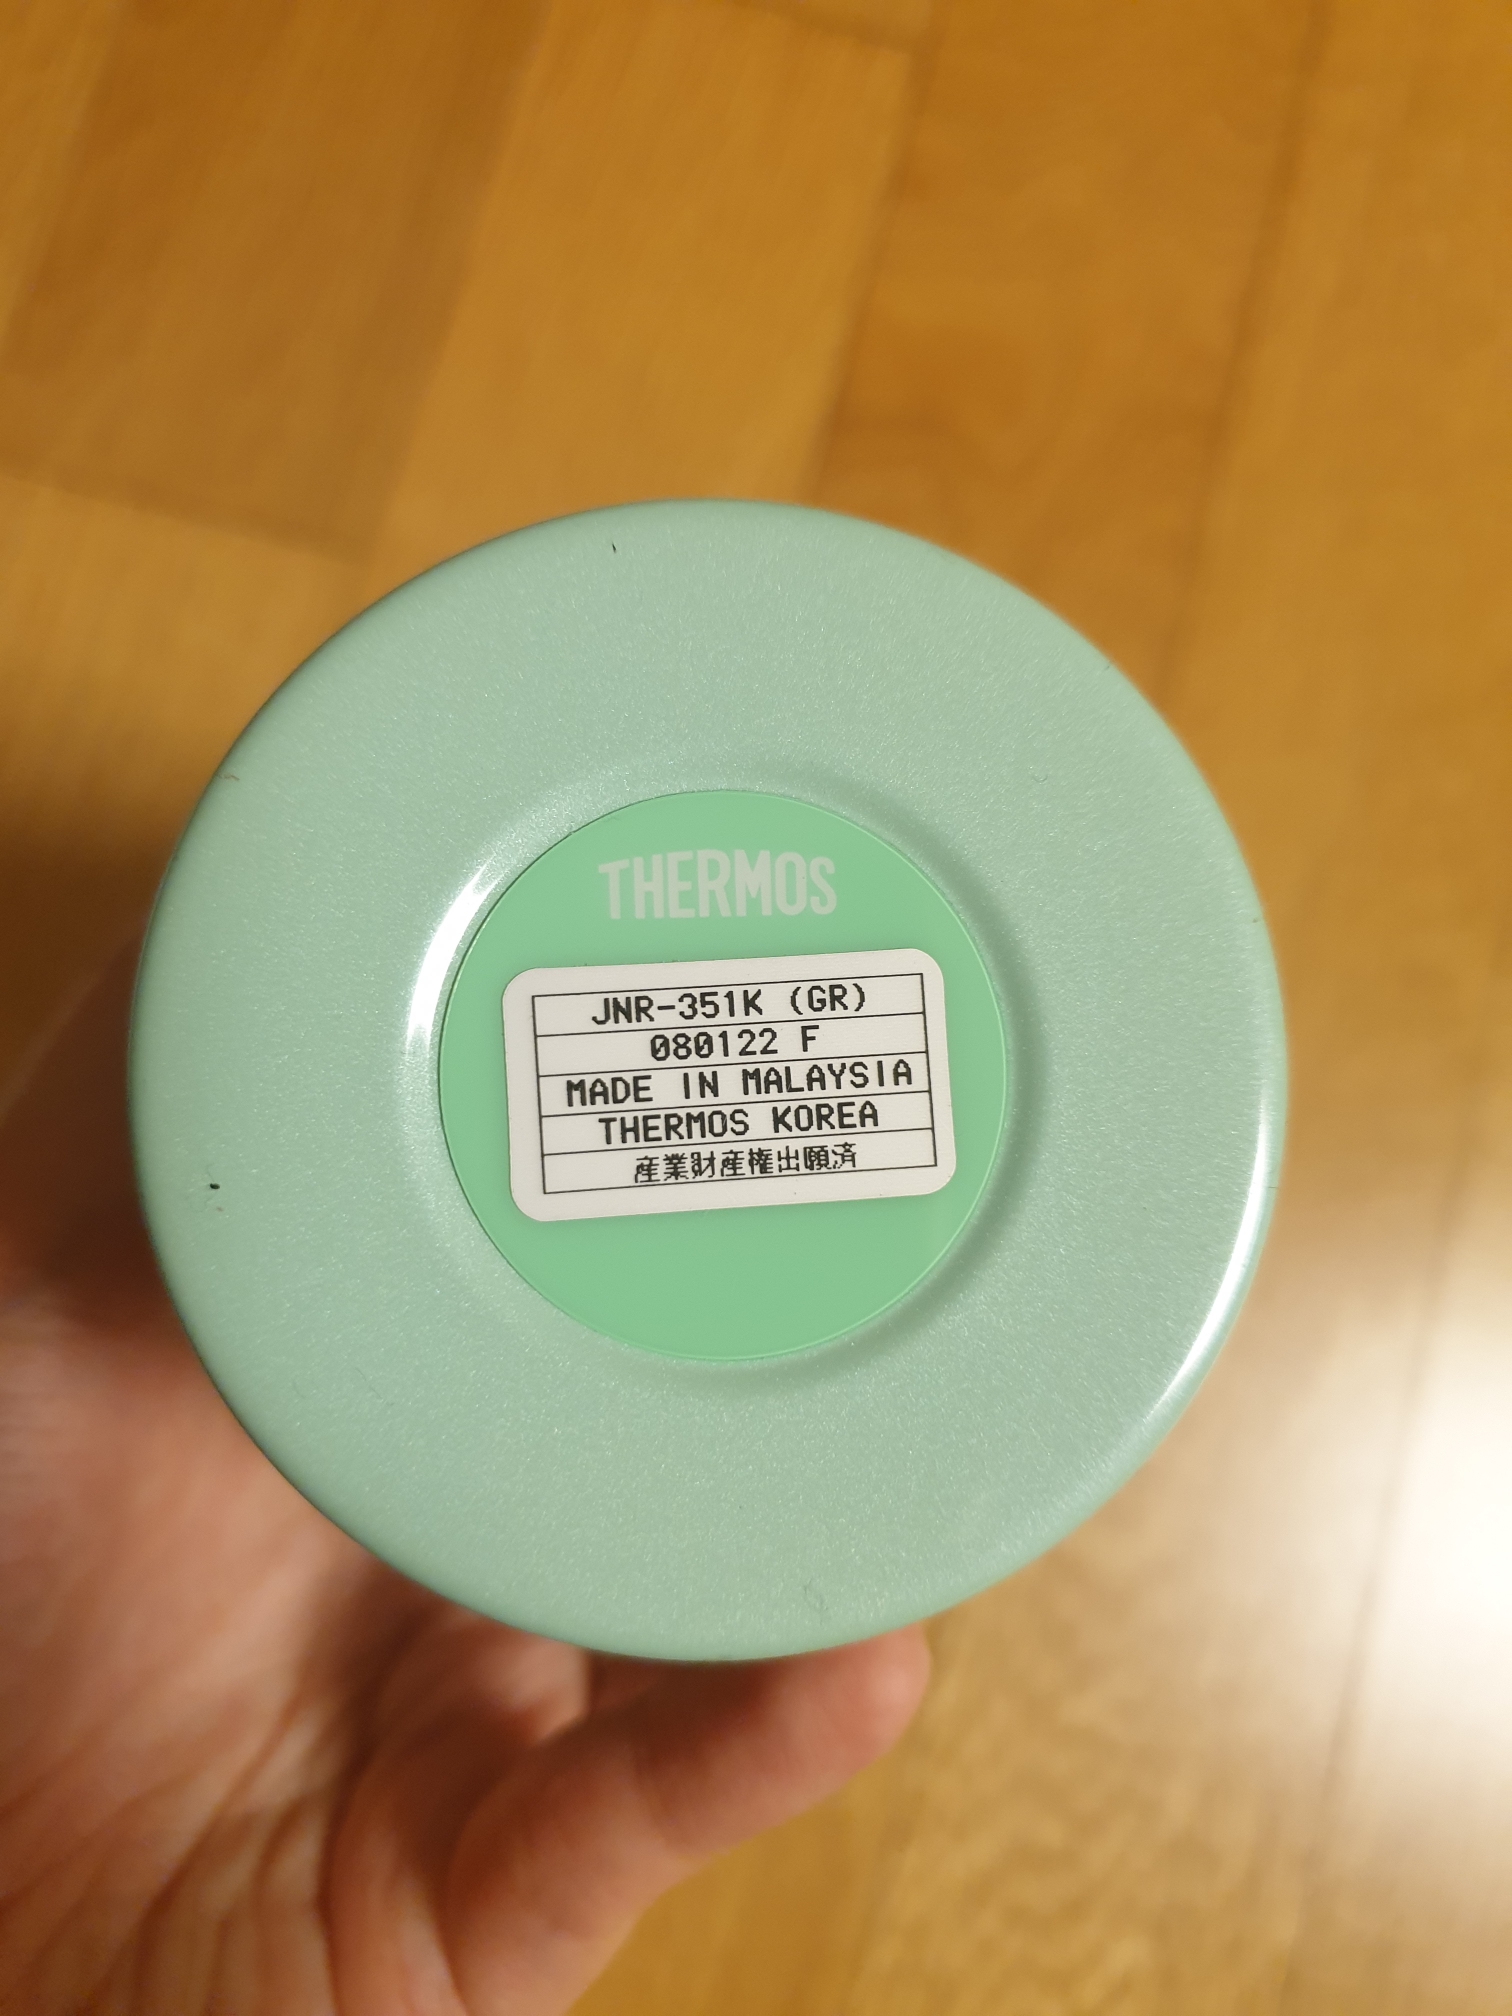 THERMOS
JNR-351K (GR)
080122 F
MADE IN MALAYSIA
THERMOS KOREA
産業財産権出願済